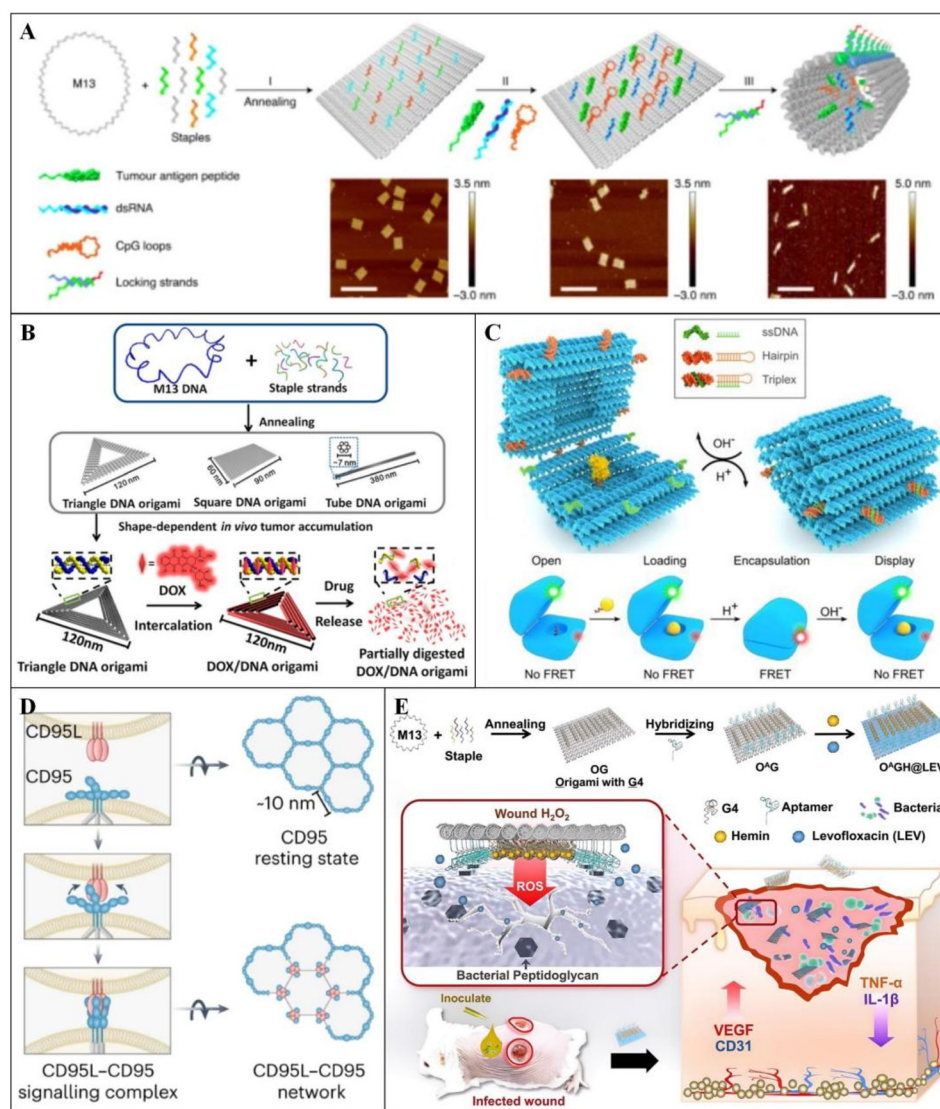 A
M13
+
Staples
I
Annealing
II
III
Tumour antigen peptide
dsRNA
CpG loops
Locking strands
3.5 nm
−3.0 nm
3.5 nm
−3.0 nm
5.0 nm
−3.0 nm
B
M13 DNA
+
Staple strands
Annealing
120 nm
Triangle DNA origami
60 nm
90 nm
Square DNA origami
~7 nm
380 nm
Tube DNA origami
Shape-dependent in vivo tumor accumulation
=
DOX
Intercalation
Drug
Release
120nm
Triangle DNA origami
120nm
DOX/DNA origami
Partially digested
DOX/DNA origami
C
ssDNA
Hairpin
Triplex
OH⁻
H⁺
Open
Loading
Encapsulation
Display
H⁺
OH⁻
No FRET
No FRET
FRET
No FRET
D
CD95L
CD95
~10 nm
CD95
resting state
CD95L–CD95
signalling complex
CD95L–CD95
network
E
M13
+
Staple
Annealing
OG
Origami with G4
Hybridizing
OᴬG
OᴬGH@LEV
G4
Aptamer
Bacteria
Hemin
Levofloxacin (LEV)
Wound H₂O₂
ROS
Bacterial Peptidoglycan
Inoculate
Infected wound
VEGF
CD31
TNF-α
IL-1β